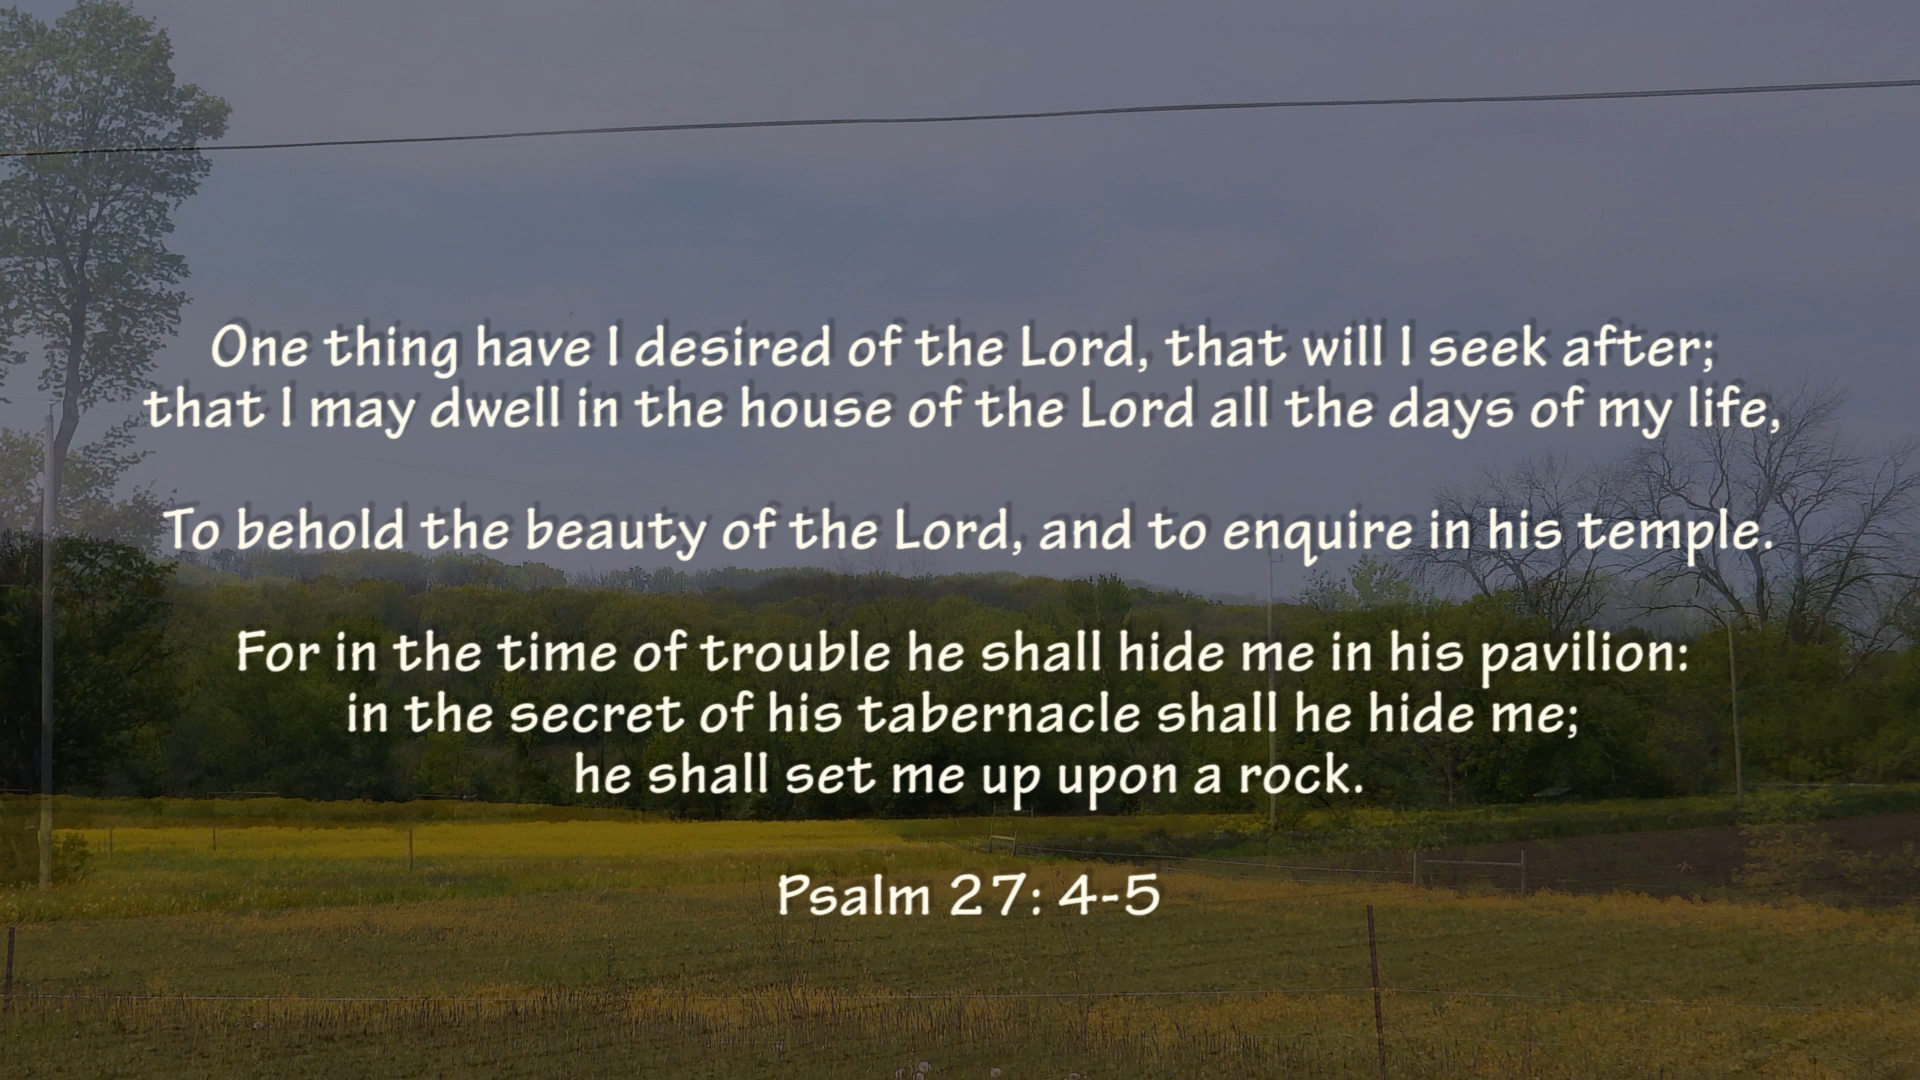 One thing have I desired of the Lord, that will I seek after;
that I may dwell in the house of the Lord all the days of my life,
To behold the beauty of the Lord, and to enquire in his temple.
For in the time of trouble he shall hide me in his pavilion:
in the secret of his tabernacle shall he hide me;
he shall set me up upon a rock.
Psalm 27: 4-5